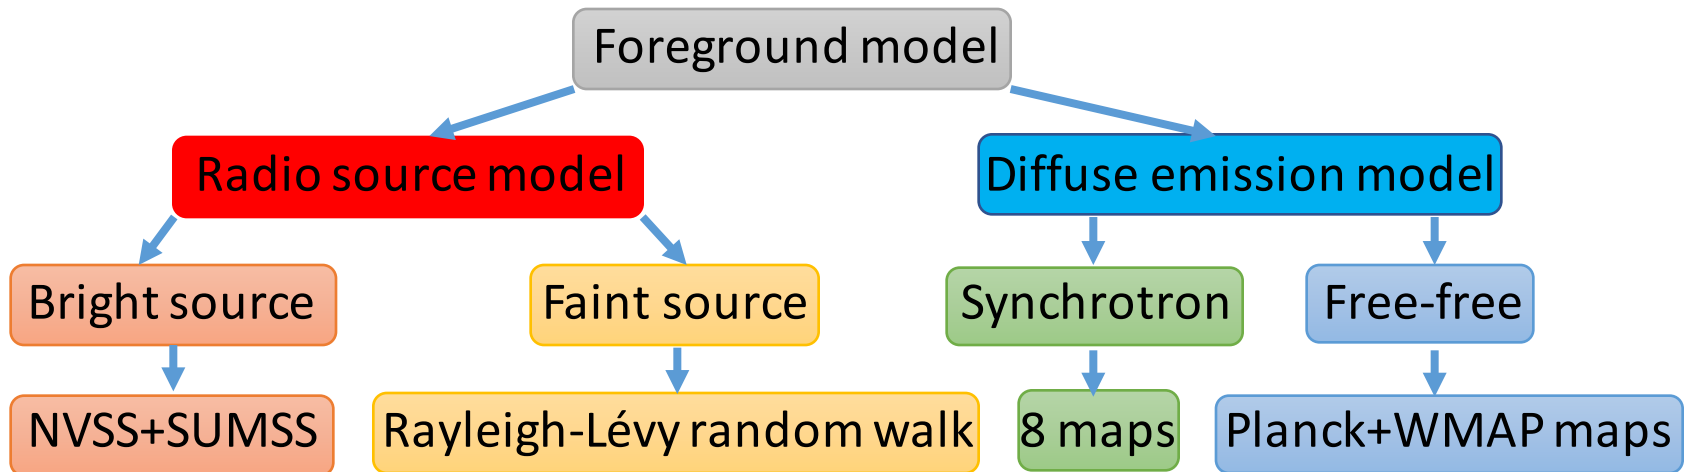 Foreground model
Radio source model
Diffuse emission model
Bright source
Faint source
Synchrotron
Free-free
NVSS+SUMSS
Rayleigh-Lévy random walk
8 maps
Planck+WMAP maps